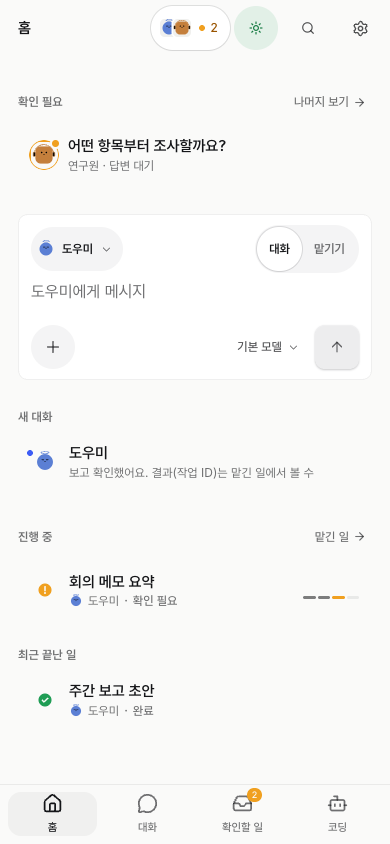 홈
2
확인 필요
나머지 보기
어떤 항목부터 조사할까요?
연구원 · 답변 대기
도우미
대화
맡기기
도우미에게 메시지
기본 모델
새 대화
도우미
보고 확인했어요. 결과(작업 ID)는 맡긴 일에서 볼 수
진행 중
맡긴 일
회의 메모 요약
도우미 · 확인 필요
최근 끝난 일
주간 보고 초안
도우미 · 완료
2
홈
대화
확인할 일
코딩